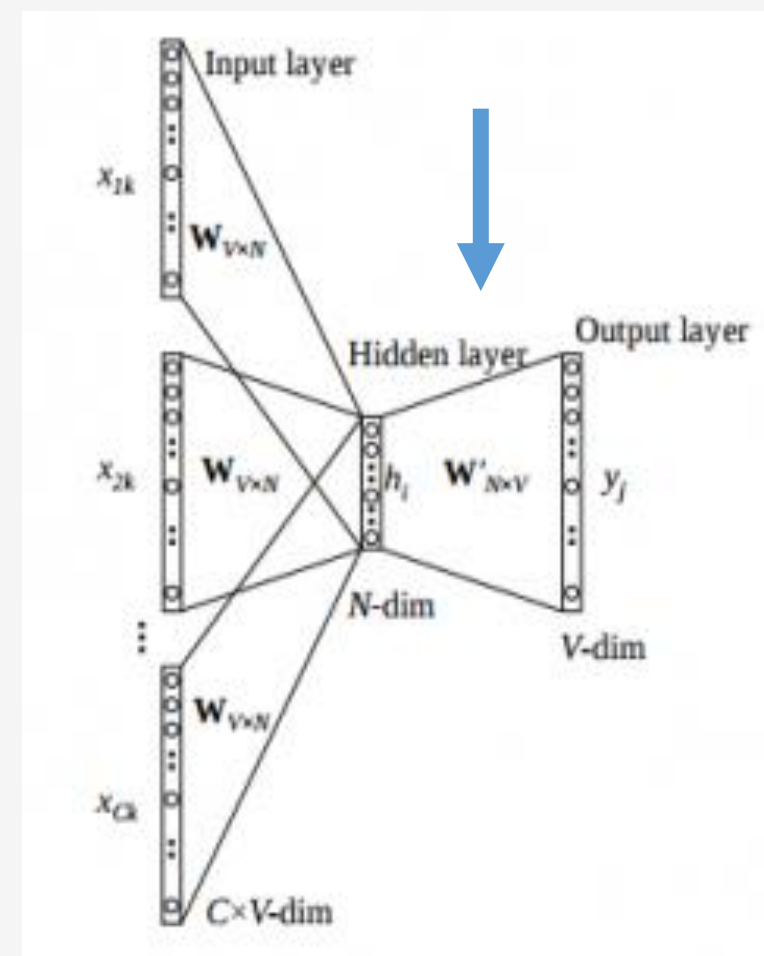 Input layer
x1k
WV×N
Hidden layer
Output layer
x2k
WV×N
hi
W'N×V
yj
N-dim
V-dim
WV×N
xCk
C×V-dim